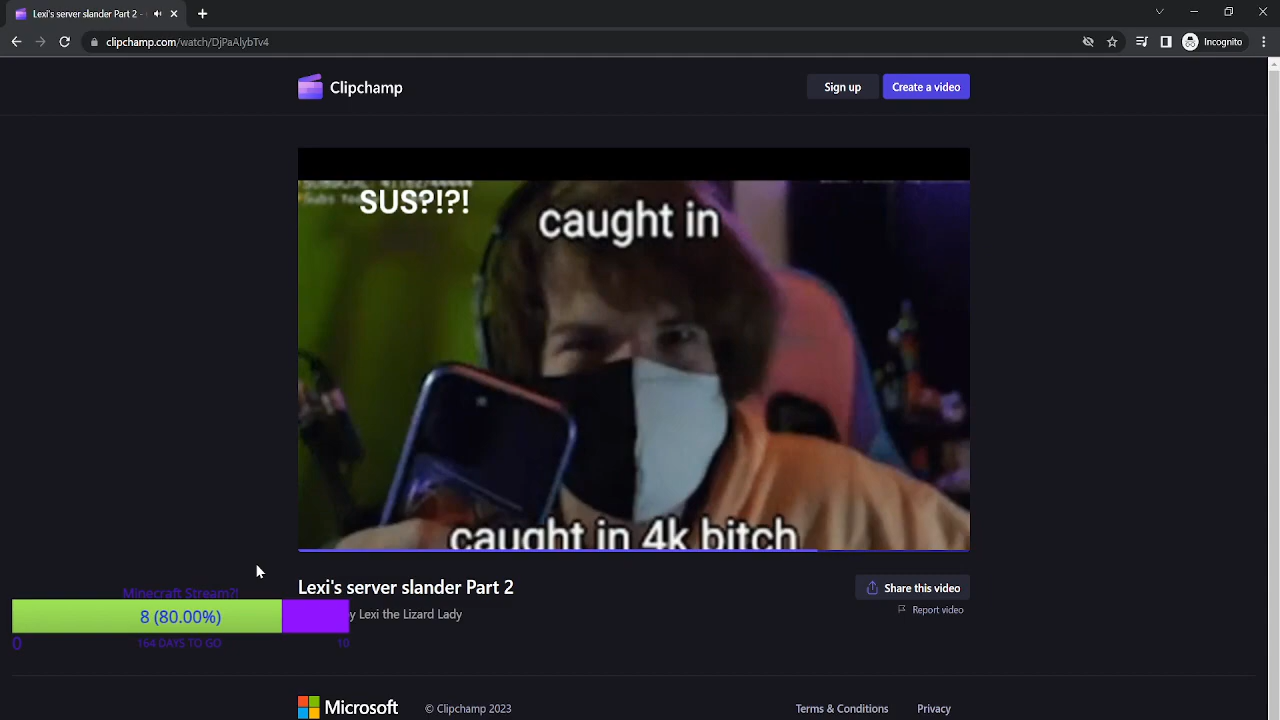 Lexi's server slander Part 2 -
clipchamp.com/watch/DjPaAlybTv4
Incognito
Clipchamp
Sign up
Create a video
SUS?!?!
caught in
caught in 4k bitch
Lexi's server slander Part 2
Share this video
y Lexi the Lizard Lady
Report video
Minecraft Stream?!
8 (80.00%)
0
164 DAYS TO GO
10
Microsoft
© Clipchamp 2023
Terms & Conditions
Privacy